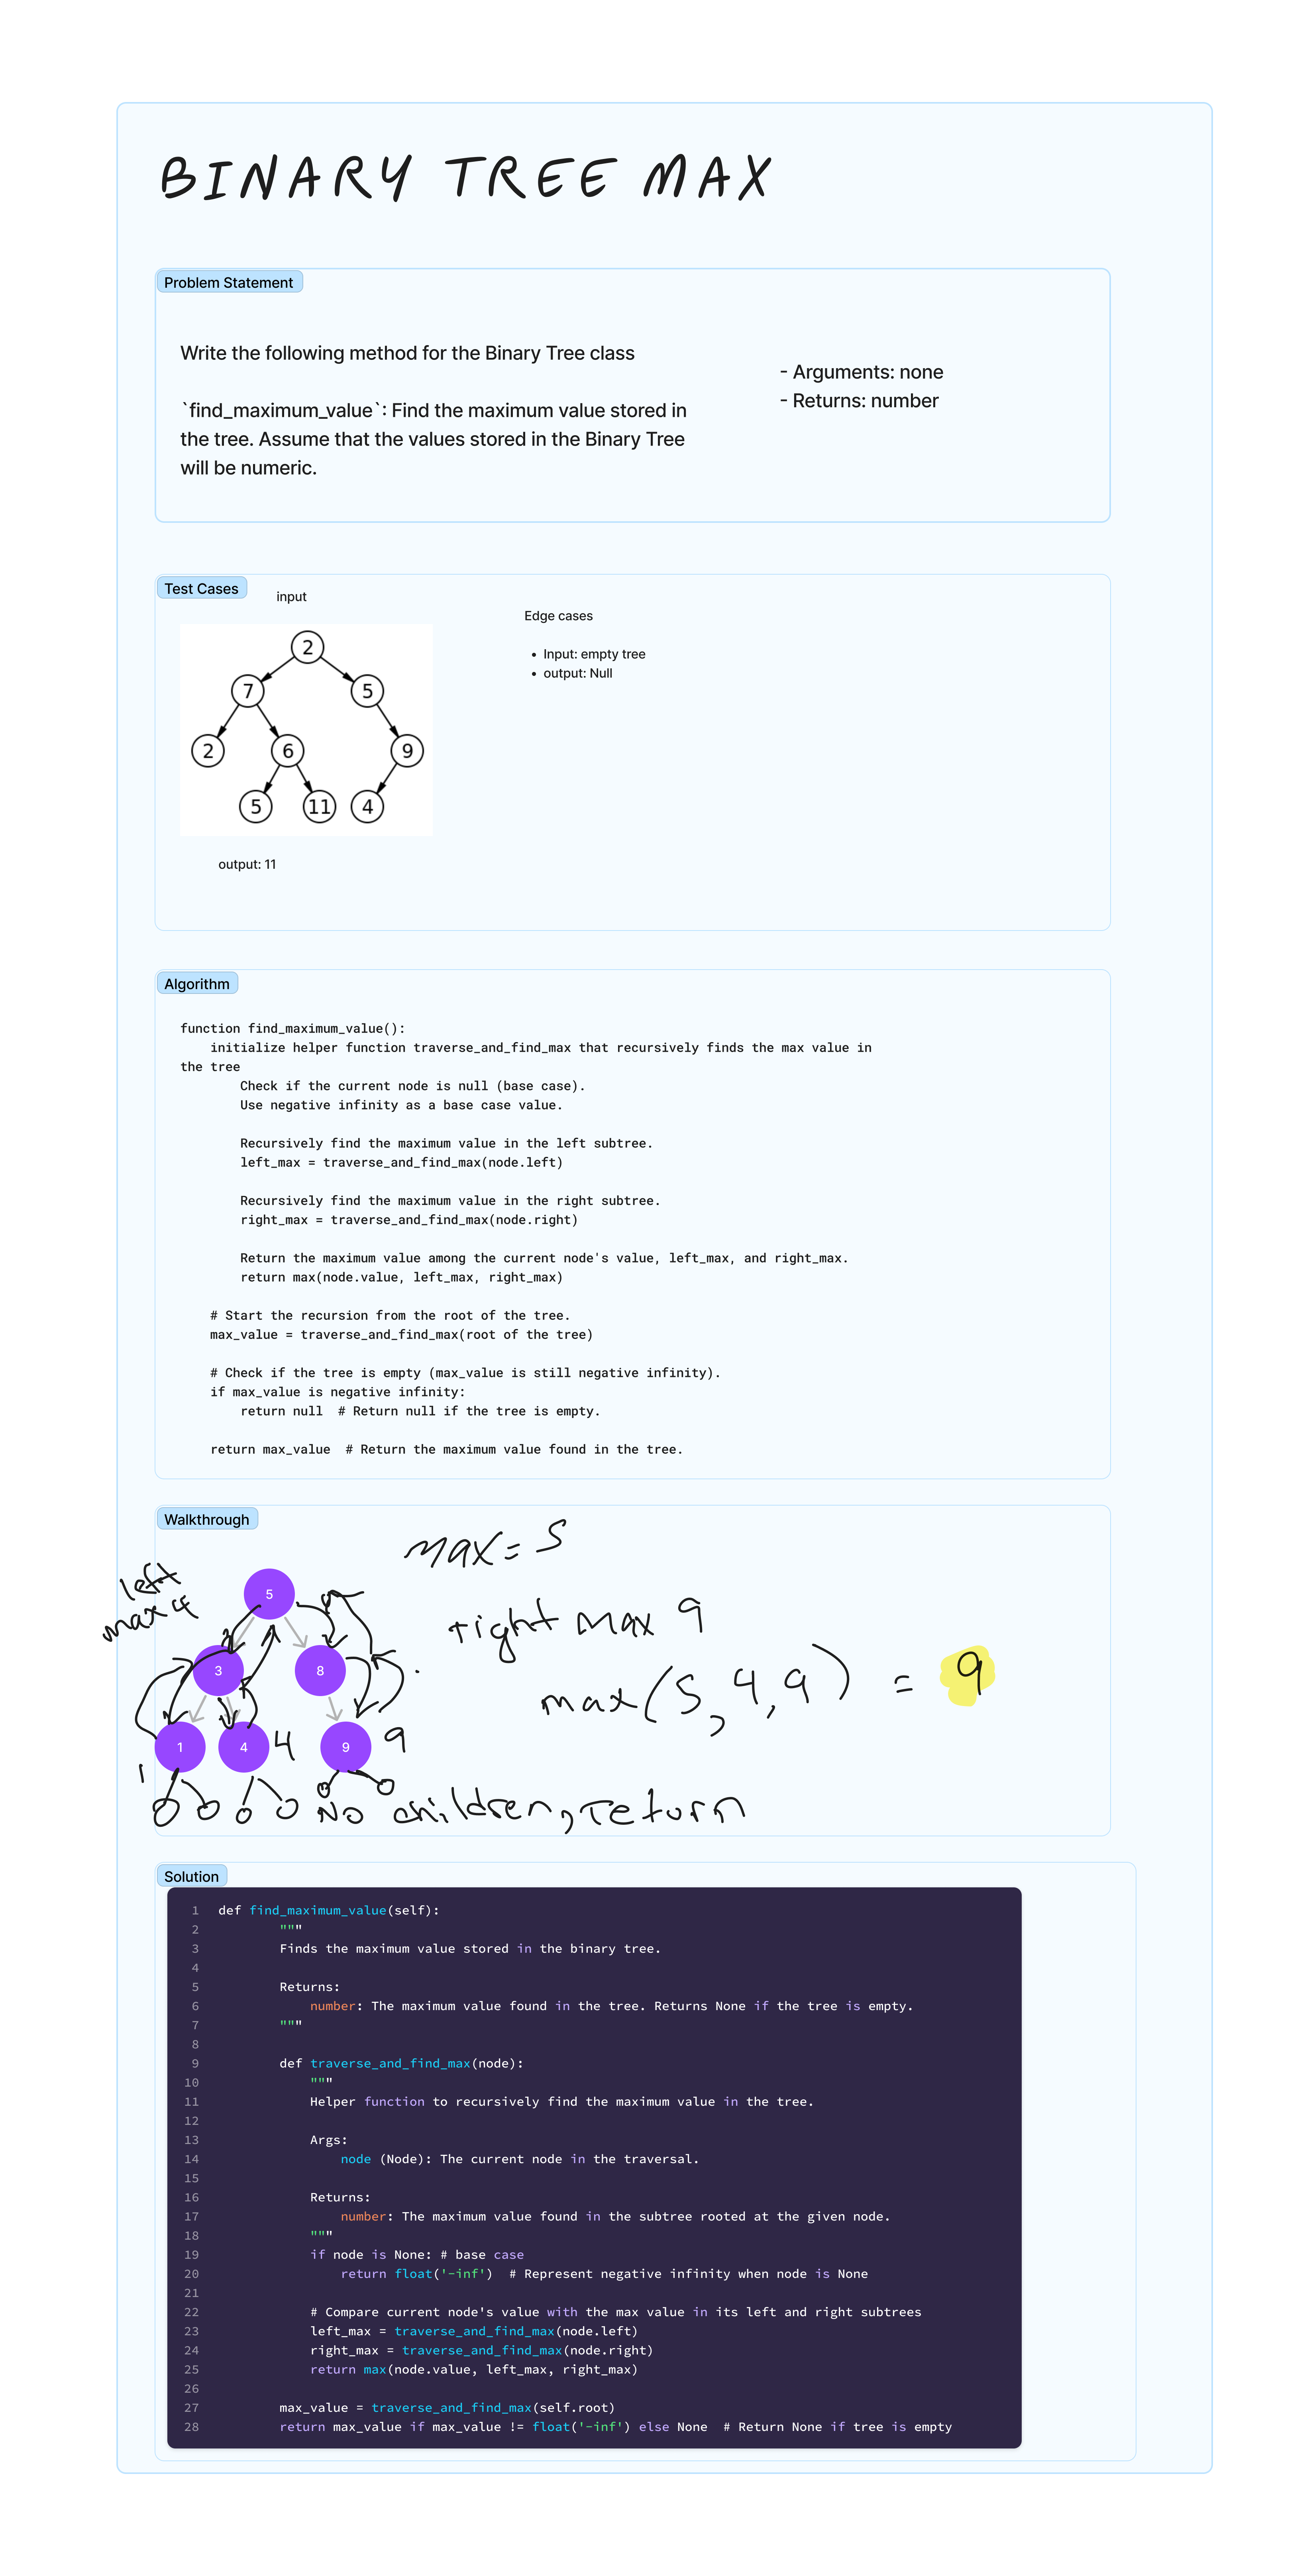 BINARY TREE MAX
Problem Statement
Write the following method for the Binary Tree class
`find_maximum_value`: Find the maximum value stored in
the tree. Assume that the values stored in the Binary Tree
will be numeric.
- Arguments: none
- Returns: number
Test Cases
input
2
7 5
2 6 9
5 11 4
output: 11
Edge cases
• Input: empty tree
• output: Null
Algorithm
function find_maximum_value():
    initialize helper function traverse_and_find_max that recursively finds the max value in
the tree
        Check if the current node is null (base case).
        Use negative infinity as a base case value.
        Recursively find the maximum value in the left subtree.
        left_max = traverse_and_find_max(node.left)
        Recursively find the maximum value in the right subtree.
        right_max = traverse_and_find_max(node.right)
        Return the maximum value among the current node's value, left_max, and right_max.
        return max(node.value, left_max, right_max)
    # Start the recursion from the root of the tree.
    max_value = traverse_and_find_max(root of the tree)
    # Check if the tree is empty (max_value is still negative infinity).
    if max_value is negative infinity:
        return null  # Return null if the tree is empty.
    return max_value  # Return the maximum value found in the tree.
Walkthrough
max = 5
left
max 4
5
right max 9
3 8
max(5, 4, 9) = 9
1 4 4 9 9
1
No children, return
Solution
1 def find_maximum_value(self):
2         """
3         Finds the maximum value stored in the binary tree.
4
5         Returns:
6             number: The maximum value found in the tree. Returns None if the tree is empty.
7         """
8
9         def traverse_and_find_max(node):
10             """
11             Helper function to recursively find the maximum value in the tree.
12
13             Args:
14                 node (Node): The current node in the traversal.
15
16             Returns:
17                 number: The maximum value found in the subtree rooted at the given node.
18             """
19             if node is None: # base case
20                 return float('-inf')  # Represent negative infinity when node is None
21
22             # Compare current node's value with the max value in its left and right subtrees
23             left_max = traverse_and_find_max(node.left)
24             right_max = traverse_and_find_max(node.right)
25             return max(node.value, left_max, right_max)
26
27         max_value = traverse_and_find_max(self.root)
28         return max_value if max_value != float('-inf') else None  # Return None if tree is empty